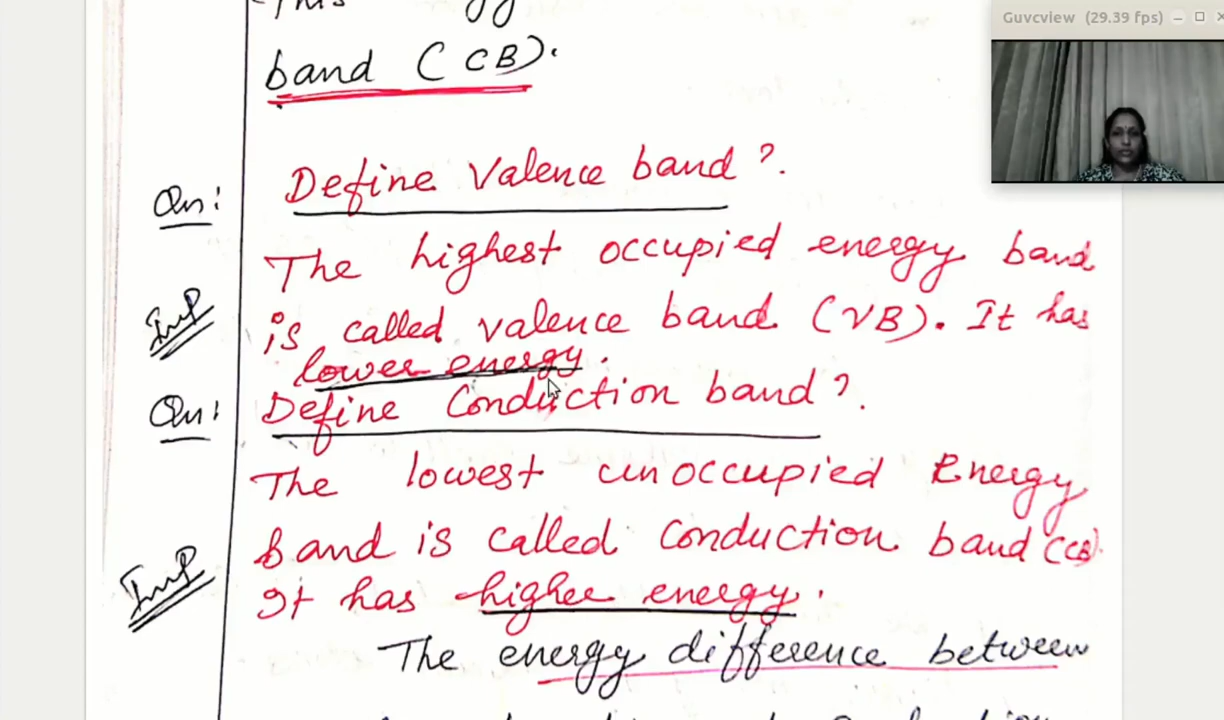 Guvcview (29.39 fps)
band (CB).
Qn: Define Valence band?
The highest occupied energy band
Imp is called valence band (VB). It has
lower energy.
Qn: Define Conduction band?
The lowest unoccupied Energy
band is called Conduction band (CB)
Imp It has higher energy.
The energy difference between